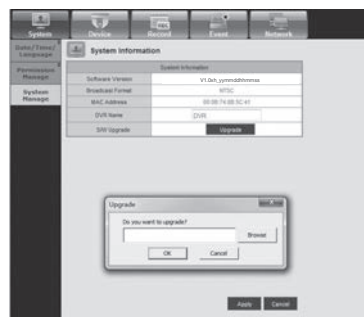 System Device Record Event Network
Date/Time/
Language
Permission
Manage
System
Manage
System Information
System Information
Software Version V1.0xh_yymmddhhmmss
Broadcast Format NTSC
MAC Address
DVR Name DVR
S/W Upgrade Upgrade
Upgrade
Do you want to upgrade?
Browse
OK Cancel
Apply Cancel